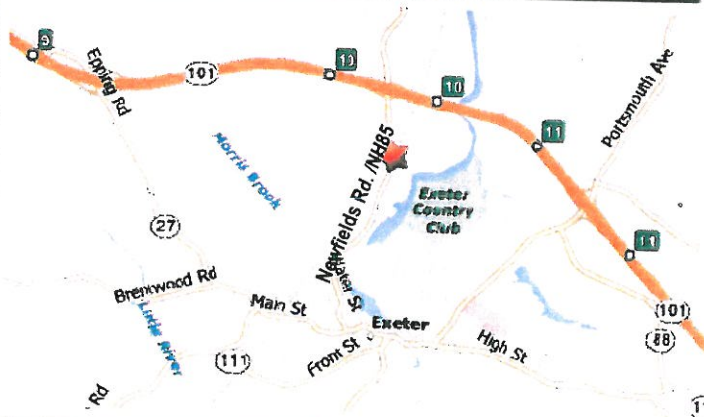 9
Epping Rd
101
10
10
11
Portsmouth Ave
Morris Brook
Newfields Rd. /NH85
Exeter
Country
Club
27
11
Brentwood Rd
Water St
Main St
Little River
101
Exeter
88
Front St
High St
111
Rd